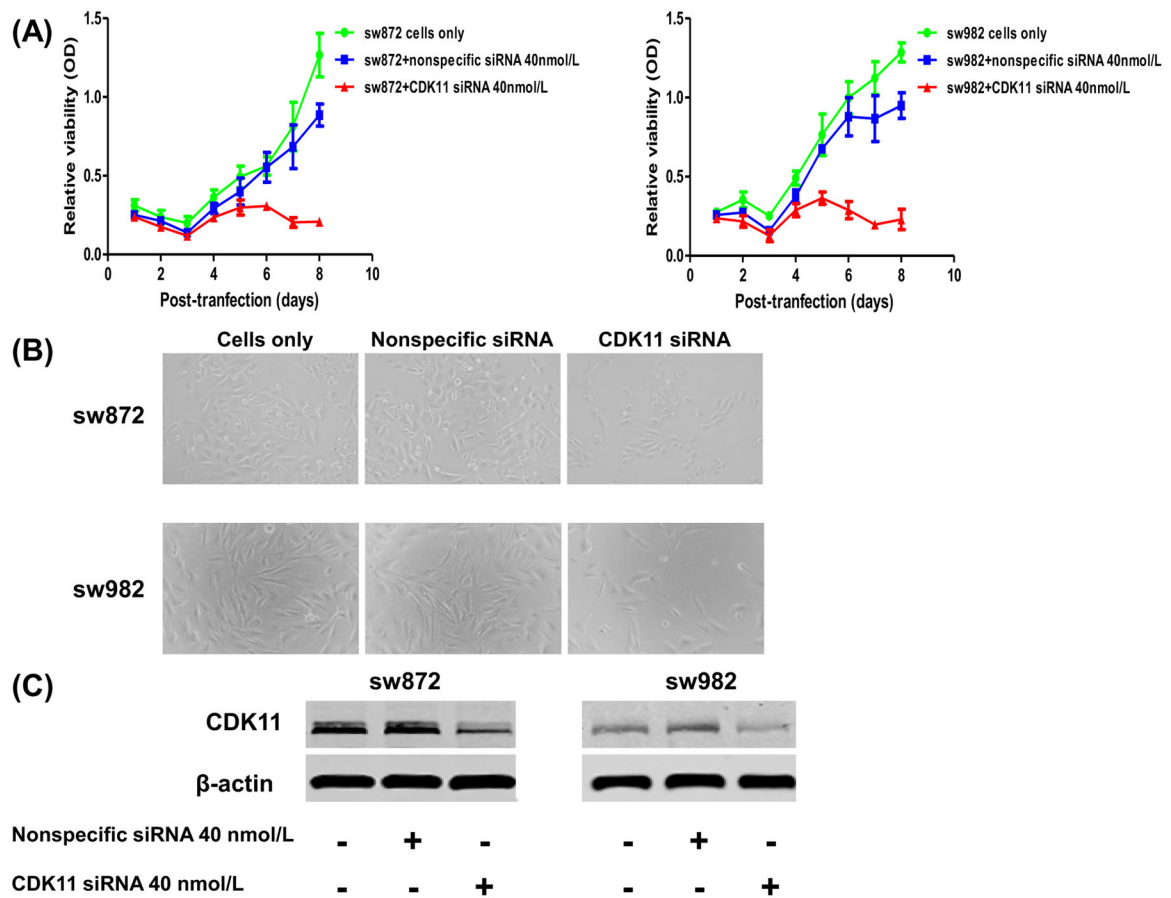 (A)
1.5
1.0
0.5
0.0
Relative viability (OD)
0 2 4 6 8 10
Post-tranfection (days)
sw872 cells only
sw872+nonspecific siRNA 40nmol/L
sw872+CDK11 siRNA 40nmol/L
1.5
1.0
0.5
0.0
Relative viability (OD)
0 2 4 6 8 10
Post-tranfection (days)
sw982 cells only
sw982+nonspecific siRNA 40nmol/L
sw982+CDK11 siRNA 40nmol/L
(B)
Cells only Nonspecific siRNA CDK11 siRNA
sw872
sw982
(C)
sw872 sw982
CDK11
β-actin
Nonspecific siRNA 40 nmol/L - + - - + -
CDK11 siRNA 40 nmol/L - - + - - +